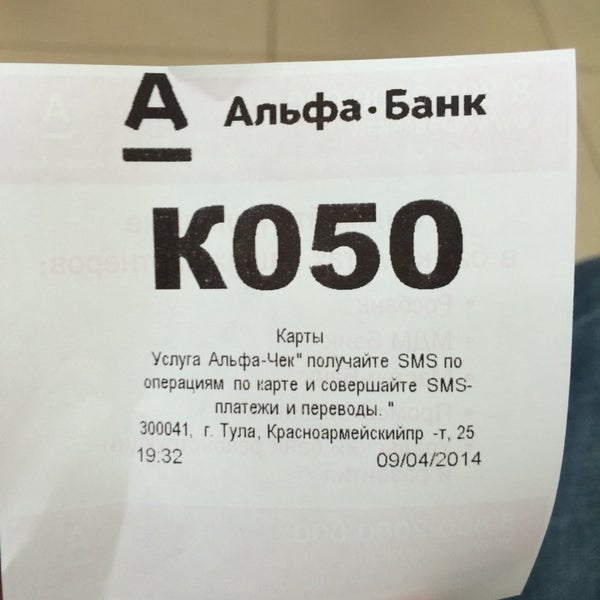 А Альфа·Банк
К050
Карты
Услуга Альфа-Чек" получайте SMS по
операциям по карте и совершайте SMS-
платежи и переводы. "
300041, г. Тула, Красноармейскийпр -т, 25
19:32 09/04/2014